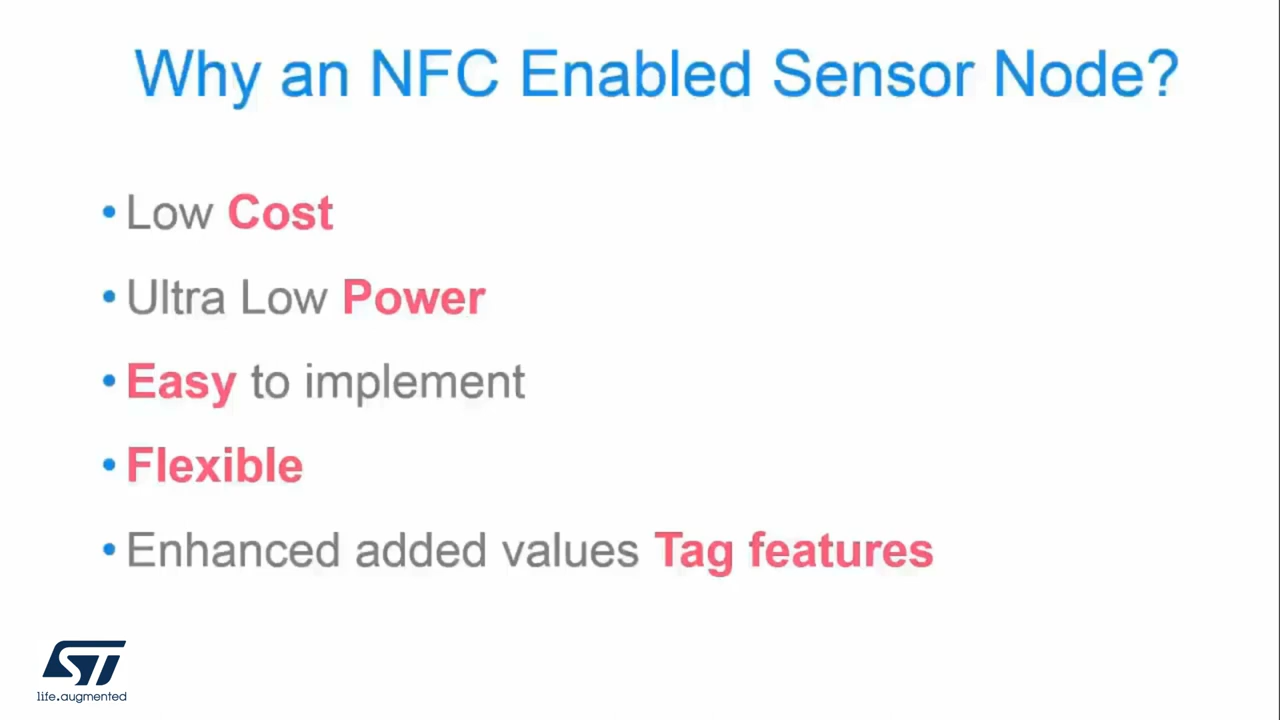 Why an NFC Enabled Sensor Node?
• Low Cost
• Ultra Low Power
• Easy to implement
• Flexible
• Enhanced added values Tag features
ST
life.augmented